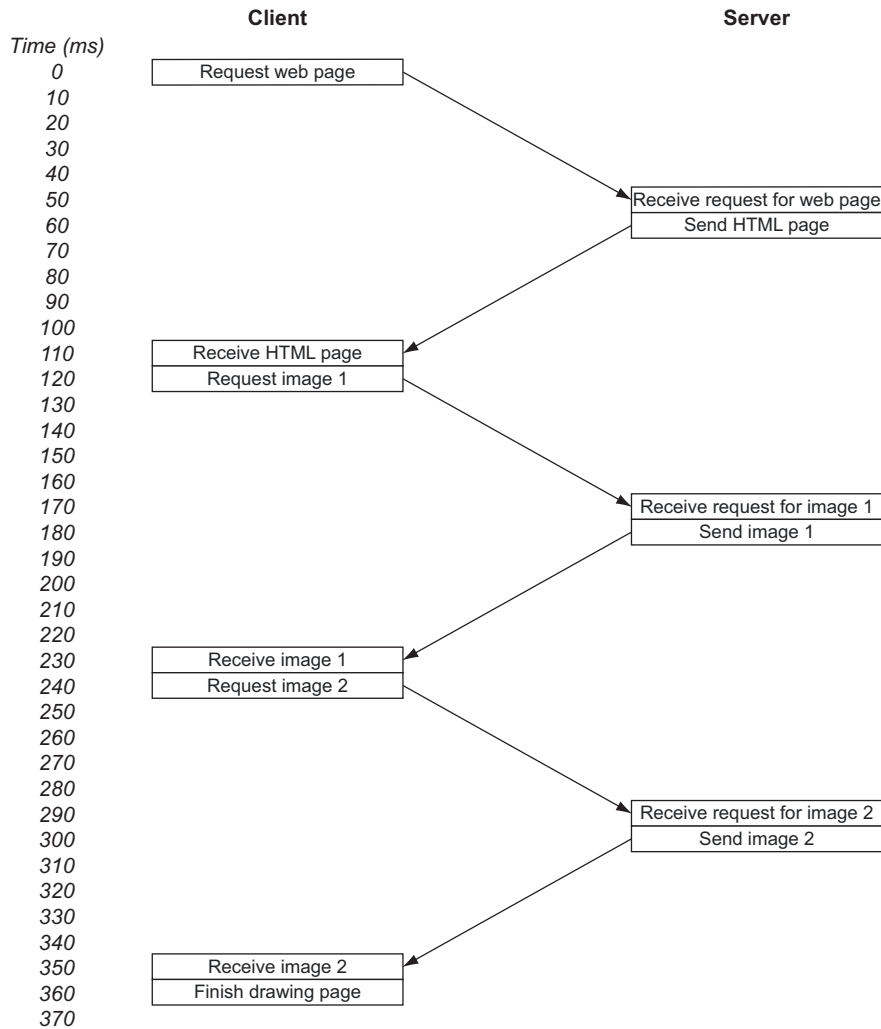 Client Server
Time (ms)
0 Request web page
10
20
30
40
50 Receive request for web page
60 Send HTML page
70
80
90
100
110 Receive HTML page
120 Request image 1
130
140
150
160
170 Receive request for image 1
180 Send image 1
190
200
210
220
230 Receive image 1
240 Request image 2
250
260
270
280
290 Receive request for image 2
300 Send image 2
310
320
330
340
350 Receive image 2
360 Finish drawing page
370